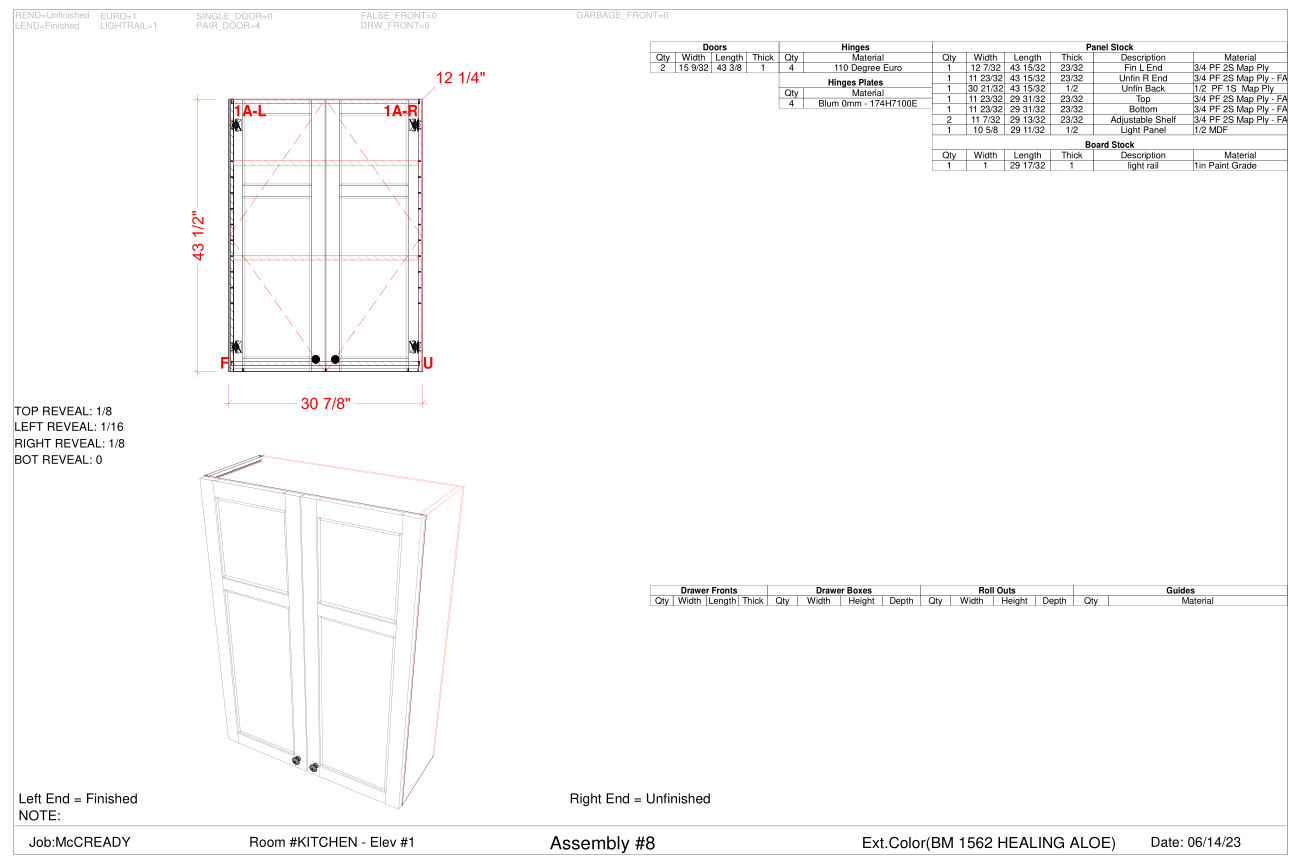 REND=Unfinished EURO=1 SINGLE_DOOR=0 FALSE_FRONT=0 GARBAGE_FRONT=0
LEND=Finished LIGHTRAIL=1 PAIR_DOOR=4 DRW_FRONT=0
12 1/4"
1A-L 1A-R
43 1/2"
F U
30 7/8"
TOP REVEAL: 1/8
LEFT REVEAL: 1/16
RIGHT REVEAL: 1/8
BOT REVEAL: 0
Doors
Qty Width Length Thick
2 15 9/32 43 3/8 1
Hinges
Qty Material
4 110 Degree Euro
Hinges Plates
Qty Material
4 Blum 0mm - 174H7100E
Panel Stock
Qty Width Length Thick Description Material
1 12 7/32 43 15/32 23/32 Fin L End 3/4 PF 2S Map Ply
1 11 23/32 43 15/32 23/32 Unfin R End 3/4 PF 2S Map Ply - FA
1 30 21/32 43 15/32 1/2 Unfin Back 1/2 PF 1S Map Ply
1 11 23/32 29 31/32 23/32 Top 3/4 PF 2S Map Ply - FA
1 11 23/32 29 31/32 23/32 Bottom 3/4 PF 2S Map Ply - FA
2 11 7/32 29 13/32 23/32 Adjustable Shelf 3/4 PF 2S Map Ply - FA
1 10 5/8 29 11/32 1/2 Light Panel 1/2 MDF
Board Stock
Qty Width Length Thick Description Material
1 1 29 17/32 1 light rail 1in Paint Grade
Drawer Fronts Drawer Boxes Roll Outs Guides
Qty Width Length Thick Qty Width Height Depth Qty Width Height Depth Qty Material
Left End = Finished Right End = Unfinished
NOTE:
Job:McCREADY Room #KITCHEN - Elev #1 Assembly #8 Ext.Color(BM 1562 HEALING ALOE) Date: 06/14/23